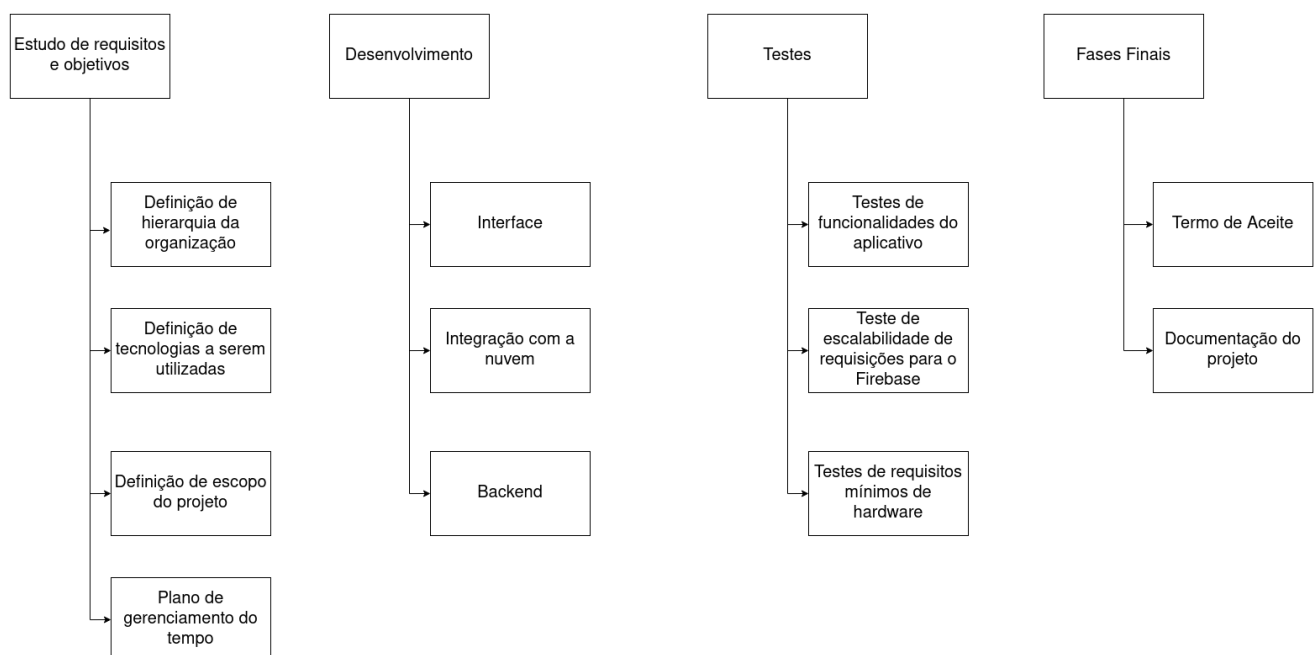 Estudo de requisitos
e objetivos
Definição de
hierarquia da
organização
Definição de
tecnologias a serem
utilizadas
Definição de escopo
do projeto
Plano de
gerenciamento do
tempo
Desenvolvimento
Interface
Integração com a
nuvem
Backend
Testes
Testes de
funcionalidades do
aplicativo
Teste de
escalabilidade de
requisições para o
Firebase
Testes de requisitos
mínimos de
hardware
Fases Finais
Termo de Aceite
Documentação do
projeto